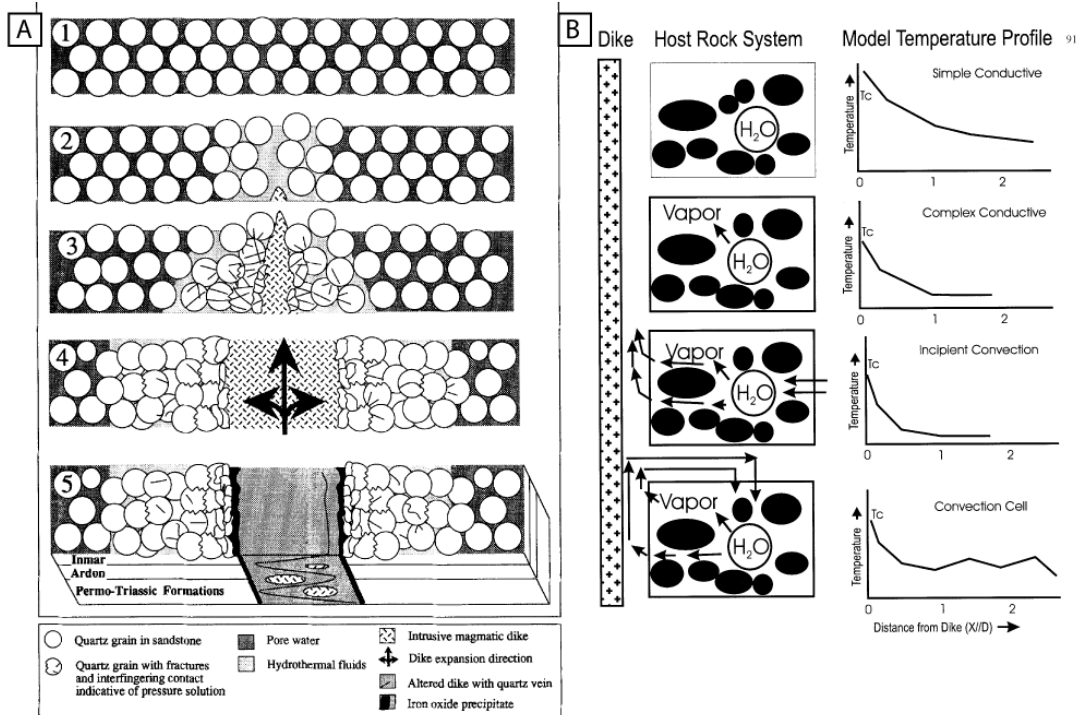 A
1
2
3
4
5
Inmar
Ardon
Permo-Triassic Formations
Quartz grain in sandstone
Quartz grain with fractures
and interfingering contact
indicative of pressure solution
Pore water
Hydrothermal fluids
Intrusive magmatic dike
Dike expansion direction
Altered dike with quartz vein
Iron oxide precipitate
B
Dike
Host Rock System
Model Temperature Profile
91
H2O
Temperature
Tc
Simple Conductive
0
1
2
Vapor
H2O
Temperature
Tc
Complex Conductive
0
1
2
Vapor
H2O
Temperature
Tc
Incipient Convection
0
1
2
Vapor
H2O
Temperature
Tc
Convection Cell
0
1
2
Distance from Dike (X//D)